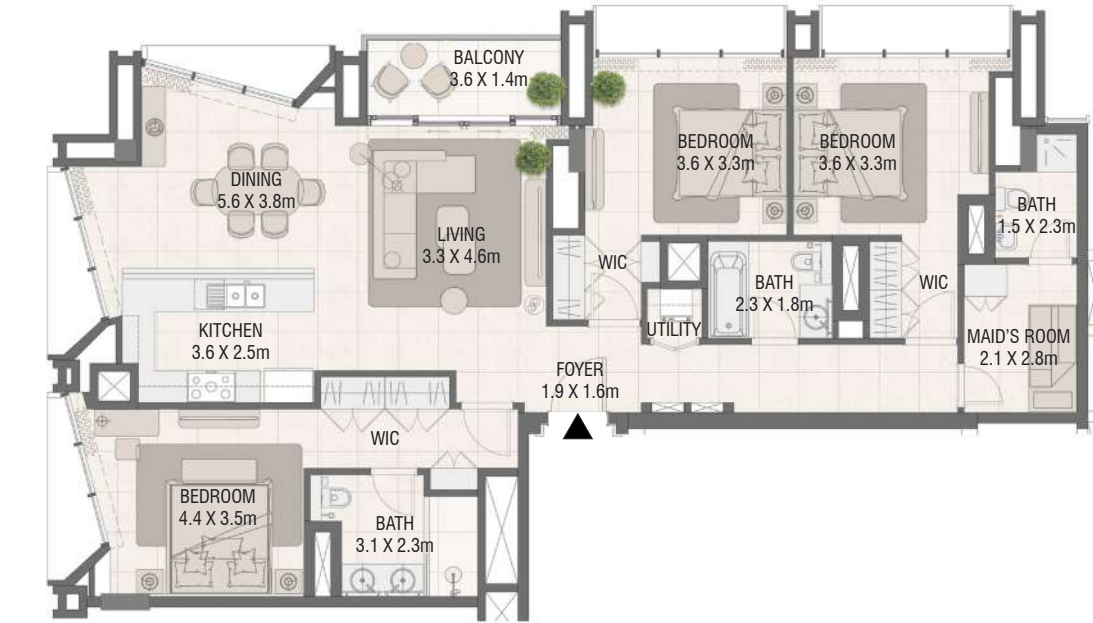 BALCONY
3.6 X 1.4m
BEDROOM
3.6 X 3.3m
BEDROOM
3.6 X 3.3m
DINING
5.6 X 3.8m
BATH
1.5 X 2.3m
LIVING
3.3 X 4.6m
WIC
BATH
2.3 X 1.8m
WIC
KITCHEN
3.6 X 2.5m
UTILITY
MAID'S ROOM
2.1 X 2.8m
FOYER
1.9 X 1.6m
WIC
BEDROOM
4.4 X 3.5m
BATH
3.1 X 2.3m